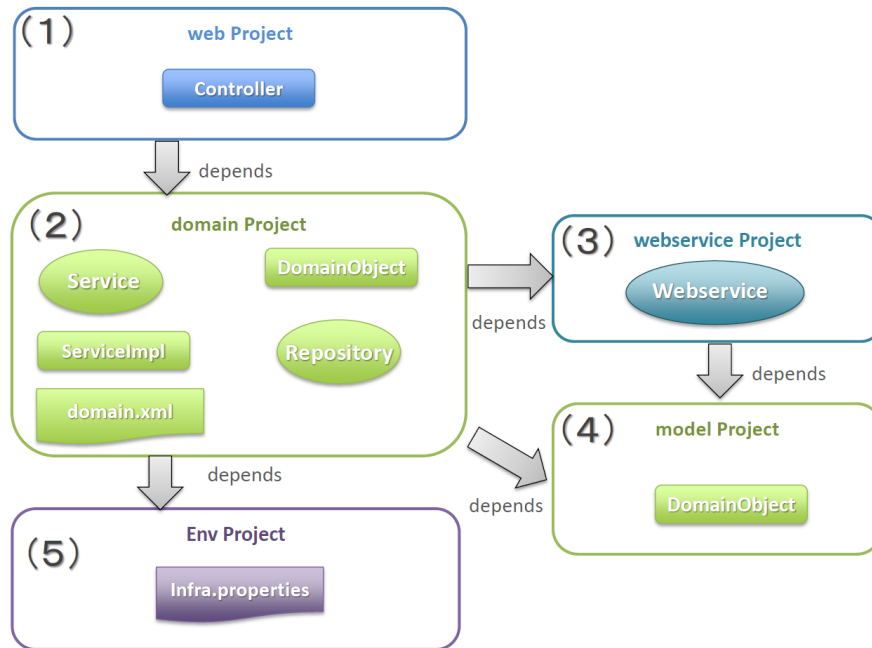 （1）
web Project
Controller
depends
（2）
domain Project
Service
DomainObject
ServiceImpl
Repository
domain.xml
depends
（3）
webservice Project
Webservice
depends
（4）
model Project
DomainObject
depends
depends
（5）
Env Project
Infra.properties